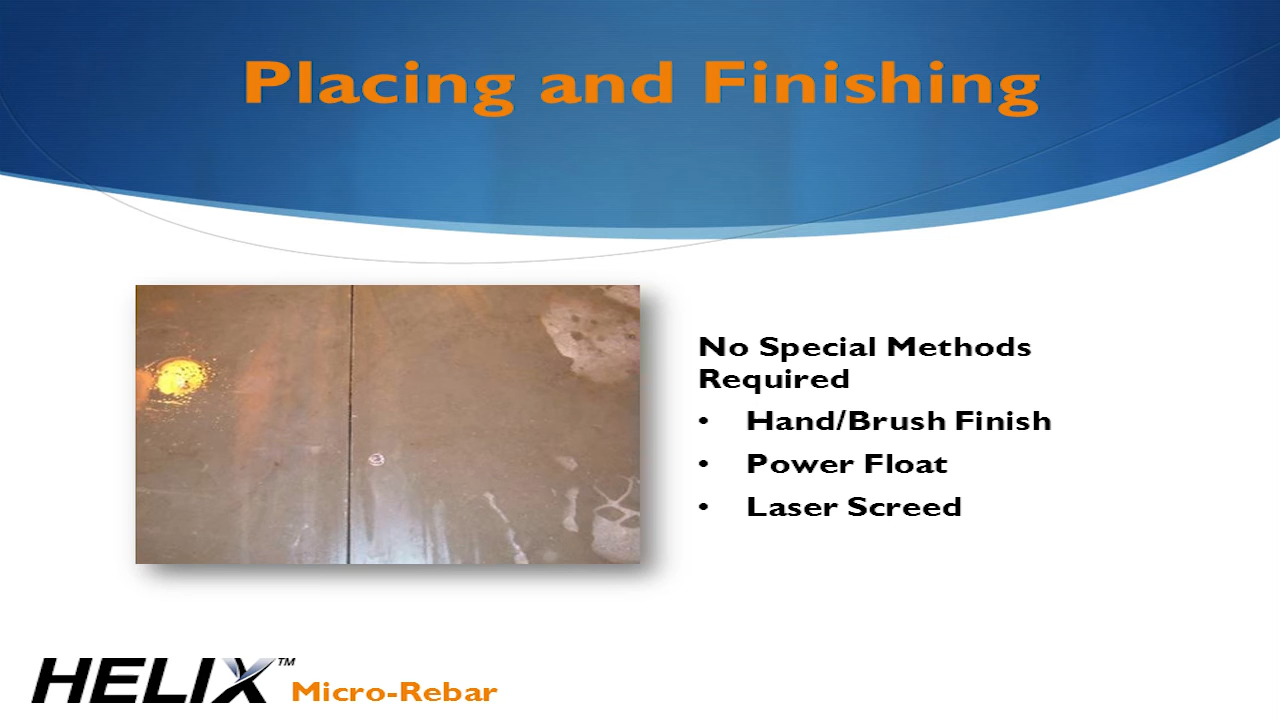 Placing and Finishing
No Special Methods
Required
• Hand/Brush Finish
• Power Float
• Laser Screed
HELIX™
Micro-Rebar